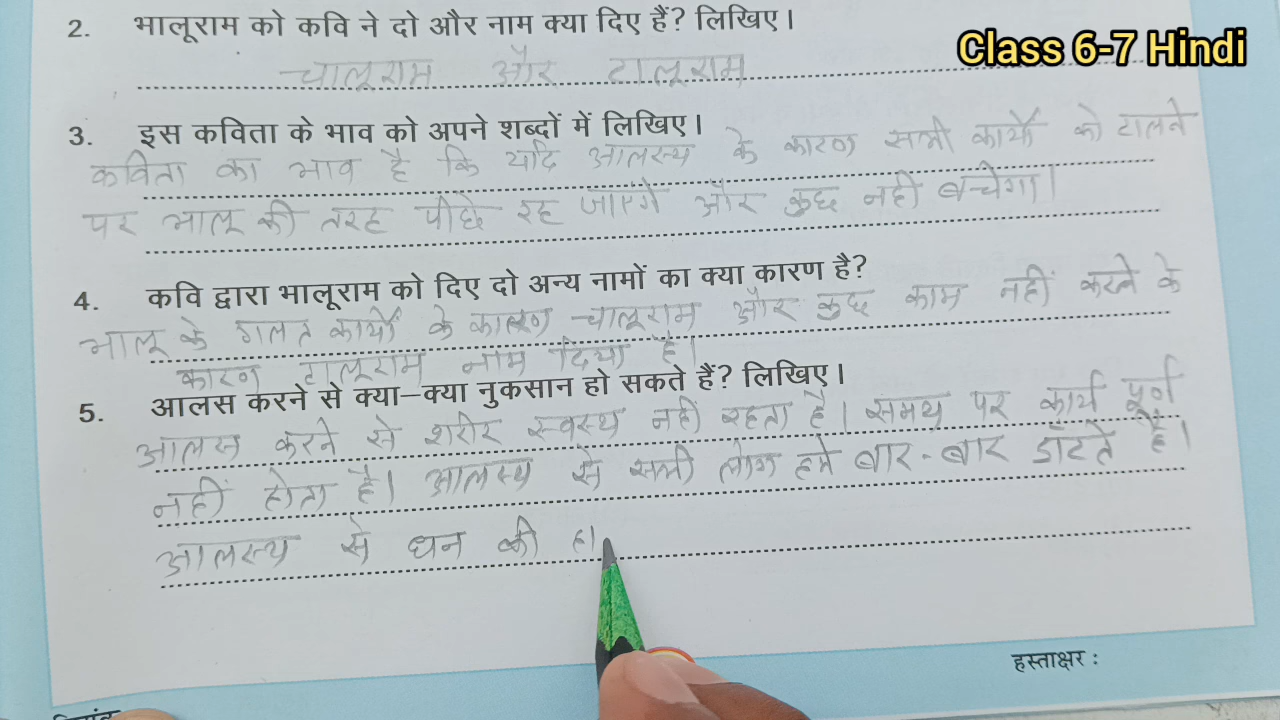 2. भालूराम को कवि ने दो और नाम क्या दिए हैं? लिखिए।
Class 6-7 Hindi
चालूराम और टालूराम
3. इस कविता के भाव को अपने शब्दों में लिखिए।
कविता का भाव है कि यदि आलस्य के कारण सभी कार्यों को टालने
पर भालू की तरह पीछे रह जाएंगे और कुछ नहीं बचेगा।
4. कवि द्वारा भालूराम को दिए दो अन्य नामों का क्या कारण है?
भालू के गलत कार्यों के कारण चालूराम और कुछ काम नहीं करने के
कारण टालूराम नाम दिया है।
5. आलस करने से क्या–क्या नुकसान हो सकते हैं? लिखिए।
आलस करने से शरीर स्वस्थ नहीं रहता है। समय पर कार्य पूर्ण
नहीं होता है। आलस्य से सभी लोग हमे बार-बार डाँटते है।
आलस्य से धन की हा
हस्ताक्षर :